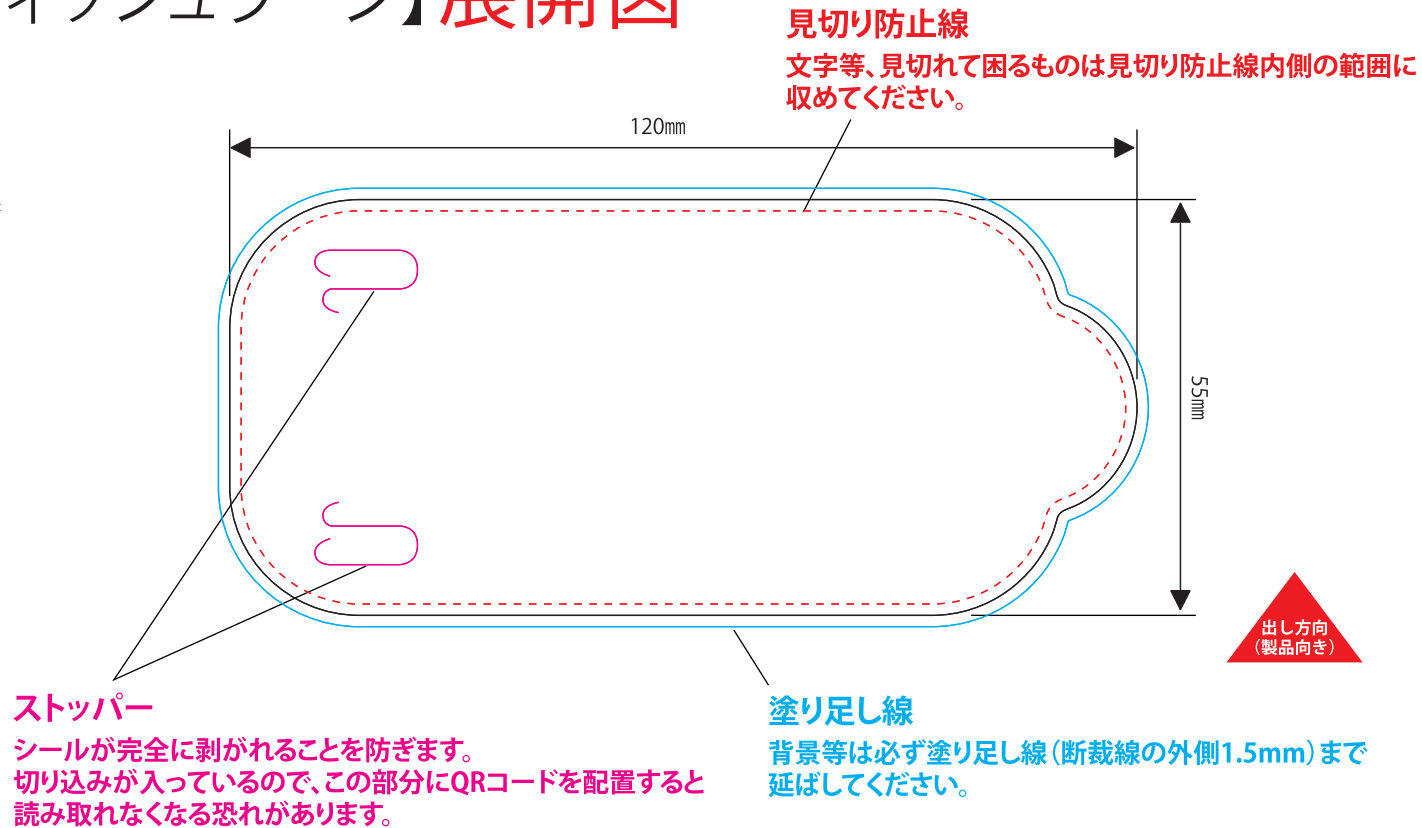 】展開図
見切り防止線
文字等、見切れて困るものは見切り防止線内側の範囲に
収めてください。
120㎜
55㎜
出し方向
（製品向き）
ストッパー
シールが完全に剥がれることを防ぎます。
切り込みが入っているので、この部分にQRコードを配置すると
読み取れなくなる恐れがあります。
塗り足し線
背景等は必ず塗り足し線（断裁線の外側1.5mm）まで
延ばしてください。